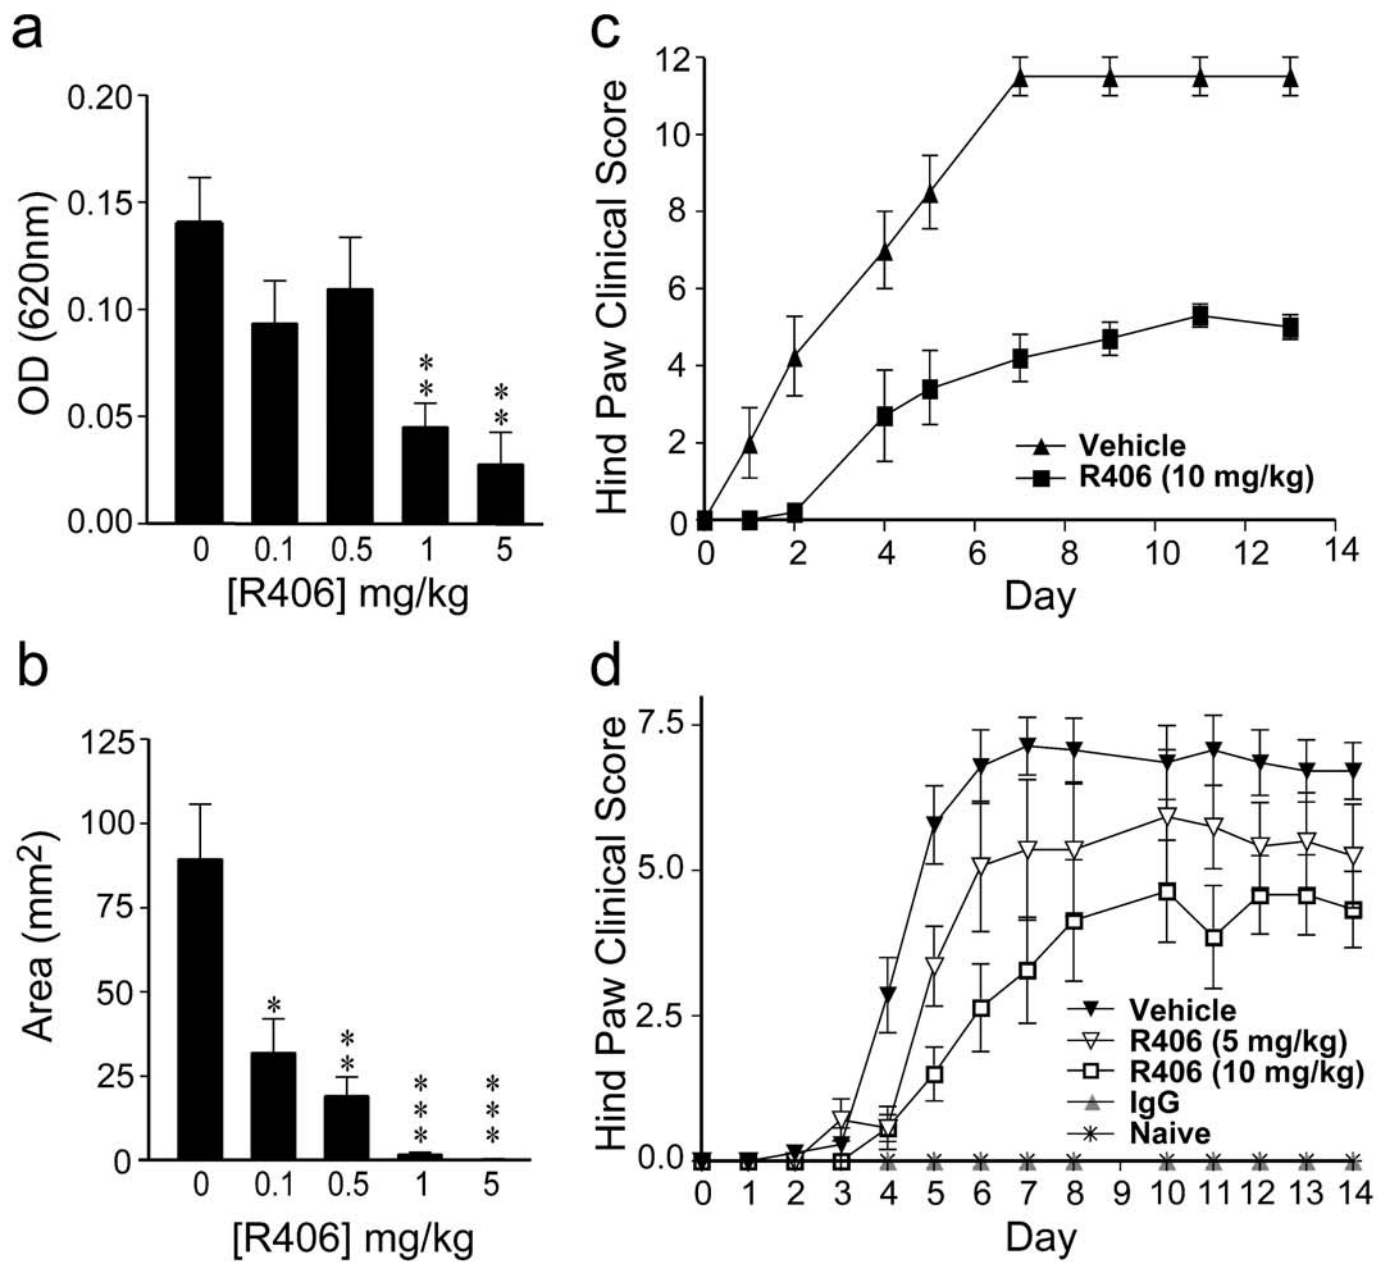 a
OD (620nm)
0.20
0.15
0.10
0.05
0.00
** **
0 0.1 0.5 1 5
[R406] mg/kg
b
Area (mm2)
125
100
75
50
25
0
* ** *** ***
0 0.1 0.5 1 5
[R406] mg/kg
c
Hind Paw Clinical Score
12
10
8
6
4
2
0
Vehicle
R406 (10 mg/kg)
0 2 4 6 8 10 12 14
Day
d
Hind Paw Clinical Score
7.5
5.0
2.5
0.0
Vehicle
R406 (5 mg/kg)
R406 (10 mg/kg)
IgG
Naive
0 1 2 3 4 5 6 7 8 9 10 11 12 13 14
Day